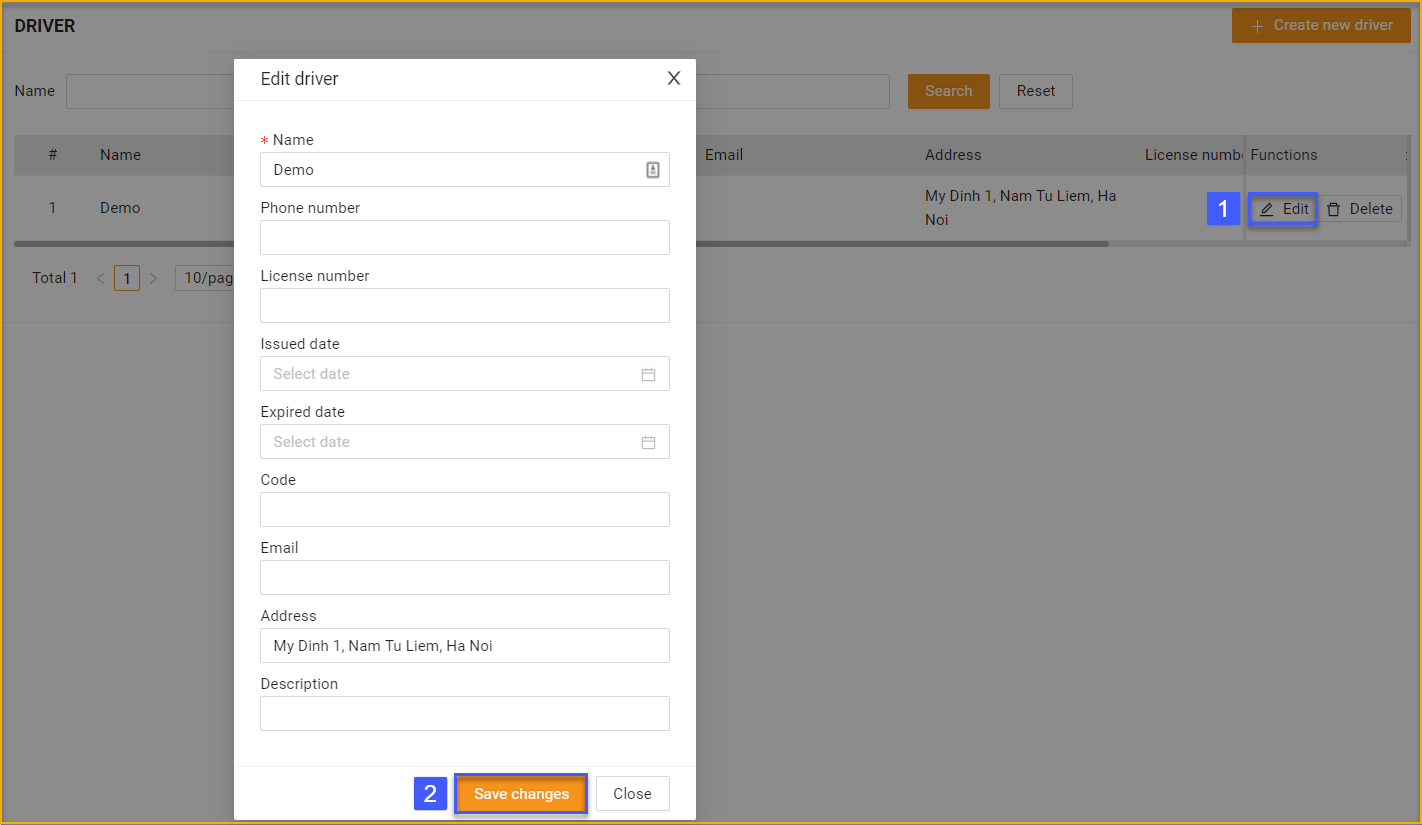 DRIVER
+ Create new driver
Edit driver
X
Name
Search
Reset
* Name
Demo
# Name Email Address License numb Functions
Phone number
1 Demo My Dinh 1, Nam Tu Liem, Ha
Noi
1
Edit
Delete
License number
Total 1 < 1 > 10/pag
Issued date
Select date
Expired date
Select date
Code
Email
Address
My Dinh 1, Nam Tu Liem, Ha Noi
Description
2
Save changes
Close